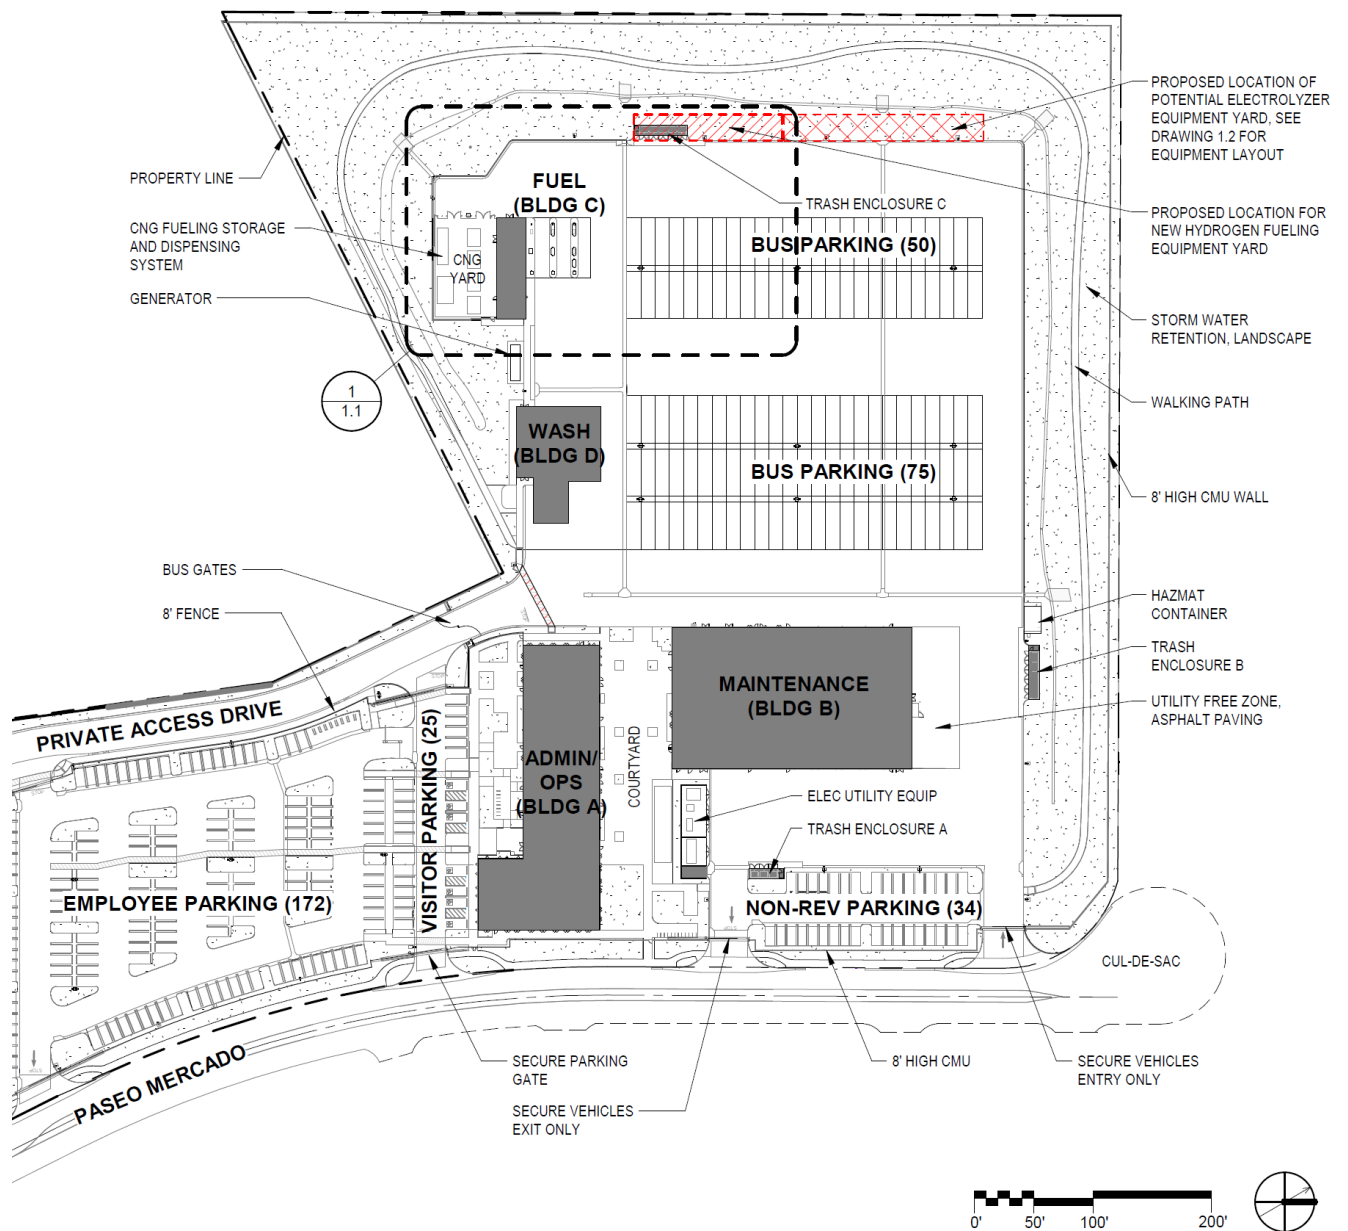 PROPOSED LOCATION OF
POTENTIAL ELECTROLYZER
EQUIPMENT YARD, SEE
DRAWING 1.2 FOR
EQUIPMENT LAYOUT
PROPERTY LINE
FUEL
(BLDG C)
TRASH ENCLOSURE C
PROPOSED LOCATION FOR
NEW HYDROGEN FUELING
EQUIPMENT YARD
CNG FUELING STORAGE
AND DISPENSING
SYSTEM
CNG
YARD
BUS PARKING (50)
GENERATOR
STORM WATER
RETENTION, LANDSCAPE
1
1.1
WALKING PATH
WASH
(BLDG D)
BUS PARKING (75)
8' HIGH CMU WALL
BUS GATES
8' FENCE
HAZMAT
CONTAINER
TRASH
ENCLOSURE B
MAINTENANCE
(BLDG B)
UTILITY FREE ZONE,
ASPHALT PAVING
PRIVATE ACCESS DRIVE
VISITOR PARKING (25)
ADMIN/
OPS
(BLDG A)
COURTYARD
ELEC UTILITY EQUIP
TRASH ENCLOSURE A
EMPLOYEE PARKING (172)
NON-REV PARKING (34)
CUL-DE-SAC
PASEO MERCADO
SECURE PARKING
GATE
SECURE VEHICLES
EXIT ONLY
8' HIGH CMU
SECURE VEHICLES
ENTRY ONLY
0' 50' 100' 200'